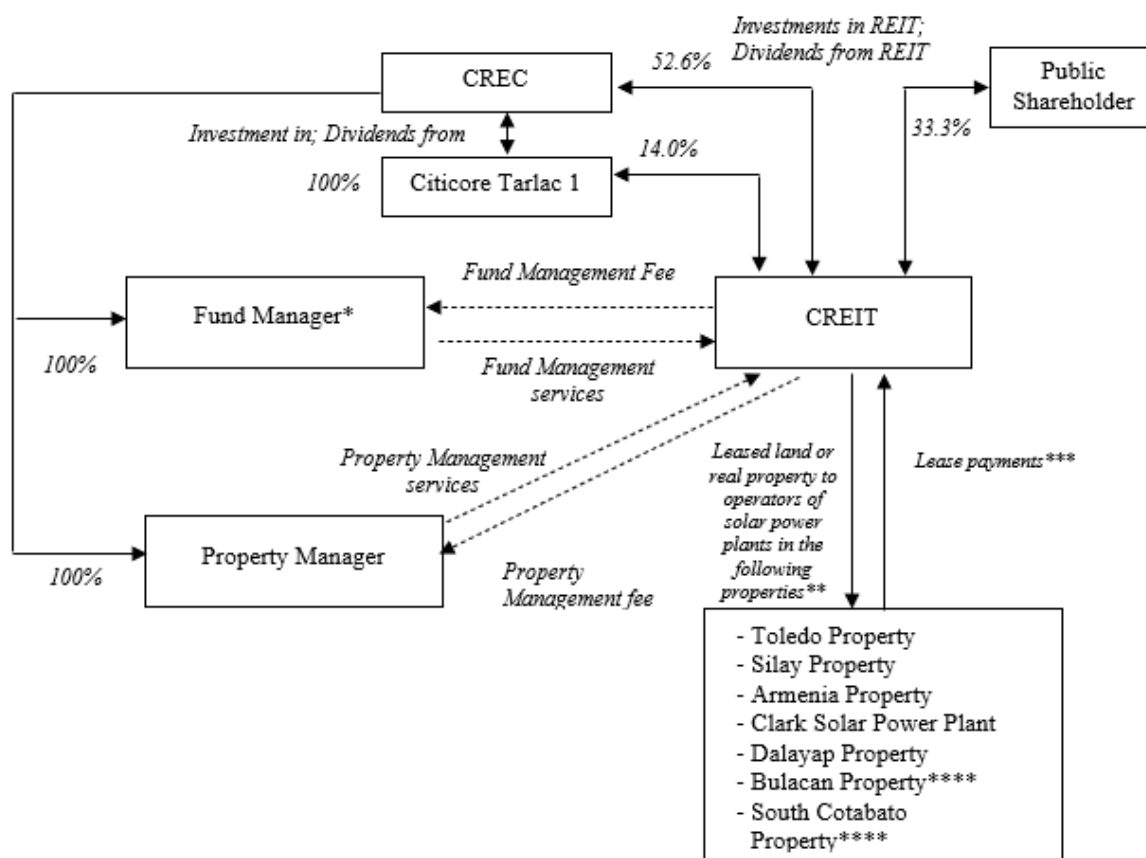 Investments in REIT;
Dividends from REIT
52.6%
CREC
Public
Shareholder
Investment in; Dividends from
14.0%
33.3%
100%
Citicore Tarlac 1
Fund Management Fee
Fund Manager*
CREIT
100%
Fund Management
services
Property Management
services
Leased land or
real property to
operators of
solar power
plants in the
following
properties**
Lease payments***
Property Manager
100%
Property
Management fee
- Toledo Property
- Silay Property
- Armenia Property
- Clark Solar Power Plant
- Dalayap Property
- Bulacan Property****
- South Cotabato
Property****